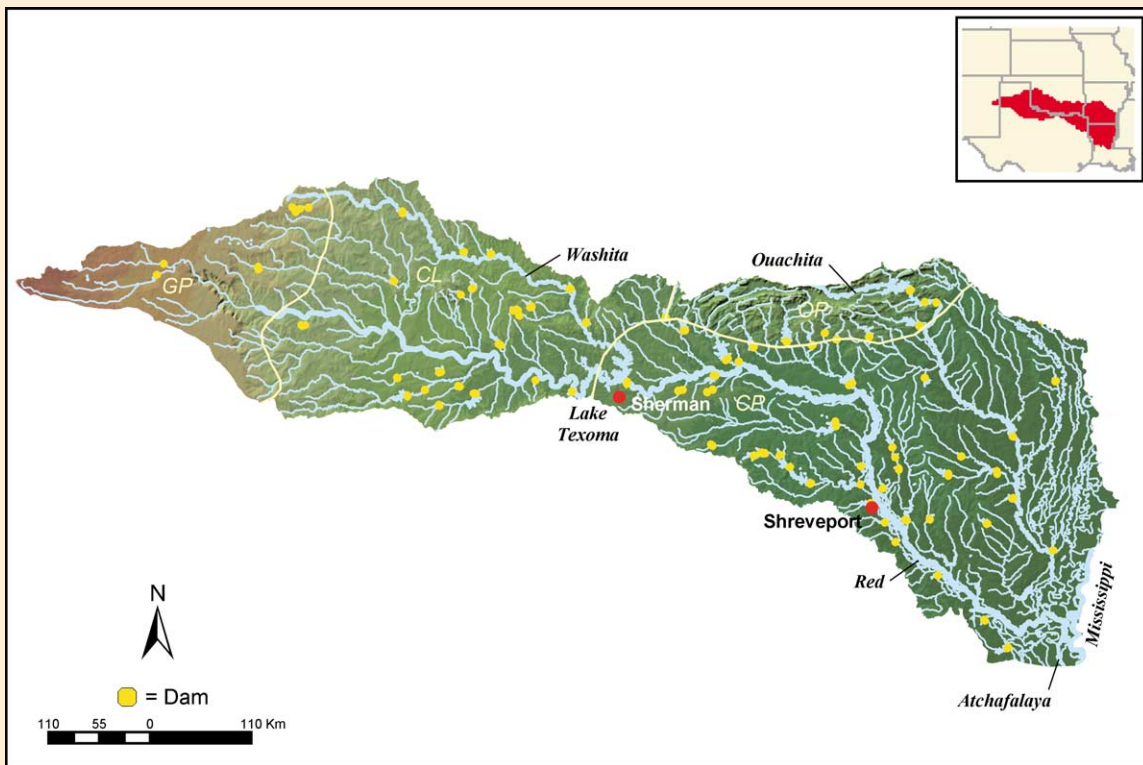 Washita
Ouachita
GP
CL
OP
CP
Lake
Texoma
Sherman
Shreveport
Red
Mississippi
Atchafalaya
N
= Dam
110 55 0 110 Km